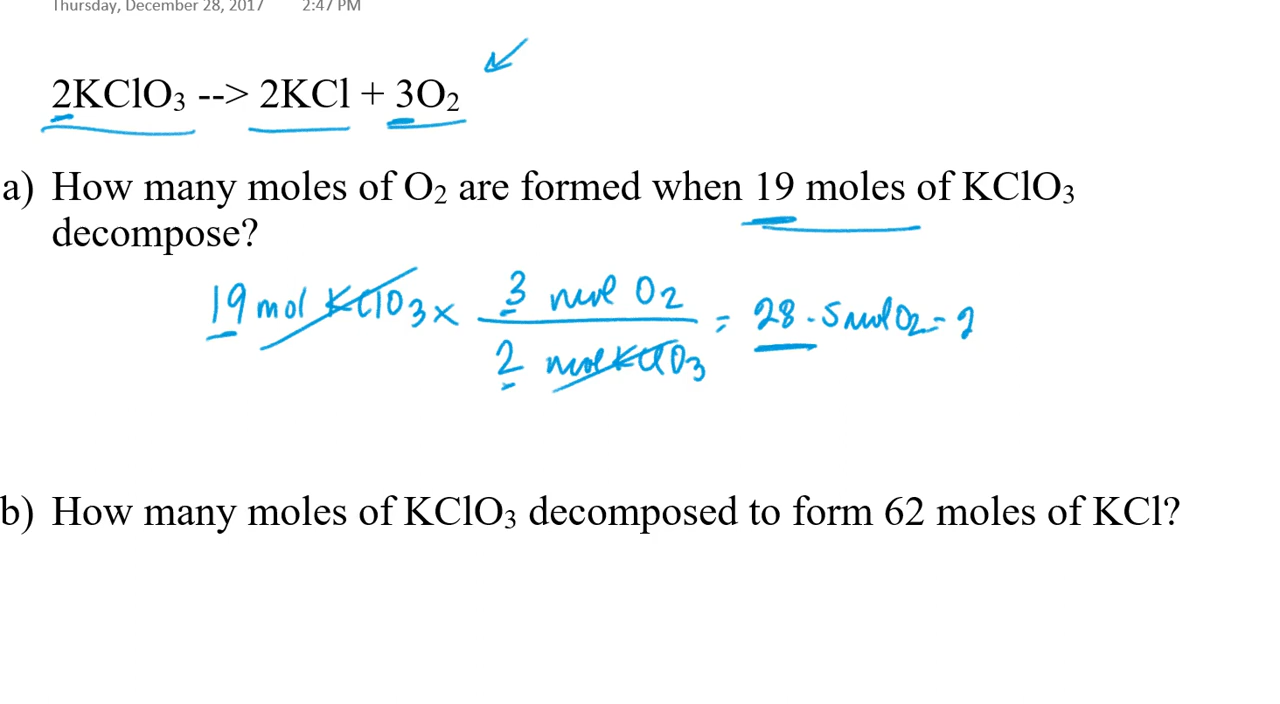 Thursday, December 28, 2017 2:47 PM
2KClO₃ --> 2KCl + 3O₂
a) How many moles of O₂ are formed when 19 moles of KClO₃
decompose?
19 mol KClO₃ x 3 mol O₂ / 2 mol KClO₃ = 28.5 mol O₂ = 2
b) How many moles of KClO₃ decomposed to form 62 moles of KCl?